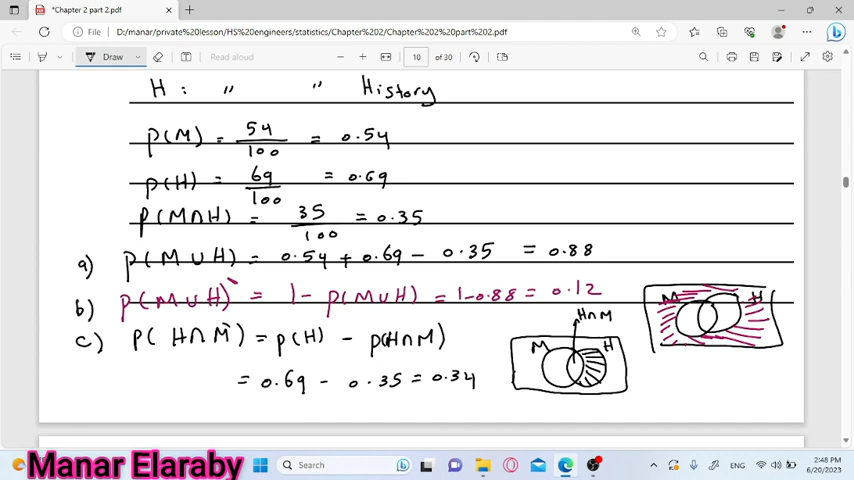 Chapter 2 part 2.pdf
File | D:/manar/private%20lesson/HS%20engineers/statistics/Chapter%202/Chapter%202%20part%202.pdf
Draw Read aloud 10 of 30
H : " " History
P(M) = 54/100 = 0.54
P(H) = 69/100 = 0.69
P(M∩H) = 35/100 = 0.35
a) P(M∪H) = 0.54 + 0.69 - 0.35 = 0.88
b) P(M∪H)` = 1 - P(M∪H) = 1-0.88 = 0.12
M H
c) P(H∩M`) = P(H) - P(H∩M)
H∩M
M H
= 0.69 - 0.35 = 0.34
Manar Elaraby
Search
ENG
2:48 PM
6/20/2023